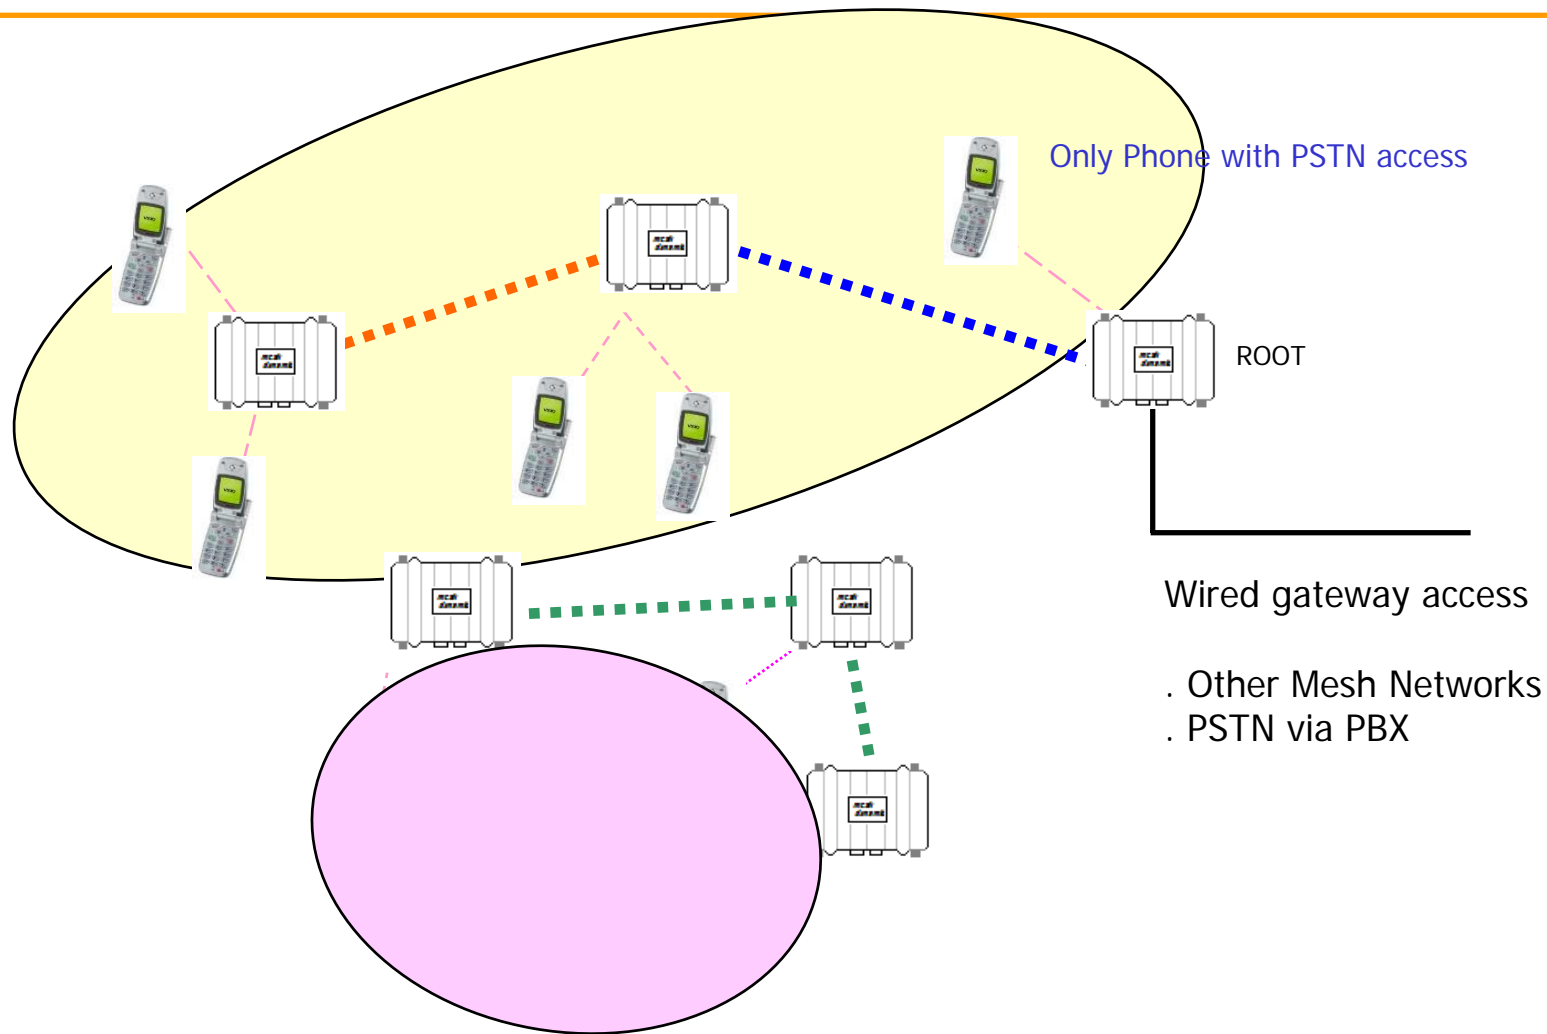 Only Phone with PSTN access
ROOT
Wired gateway access
. Other Mesh Networks
. PSTN via PBX